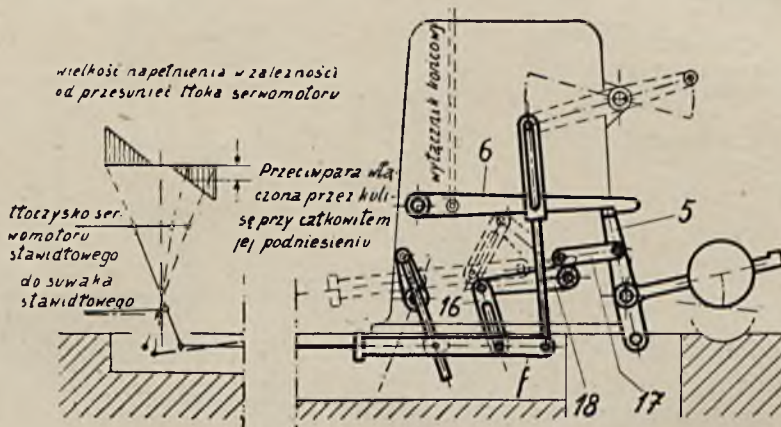 wielkość napełnienia w zależności
od przesunieć tłoka serwomotoru
wyłącznik końcowy
6
Przeciwpara włą
czona przez kuli-
sę przy całkowitem
jej podniesieniu
tłoczysko ser-
womotoru
stawidłowego
do suwaka
stawidłowego
5
16
18
17